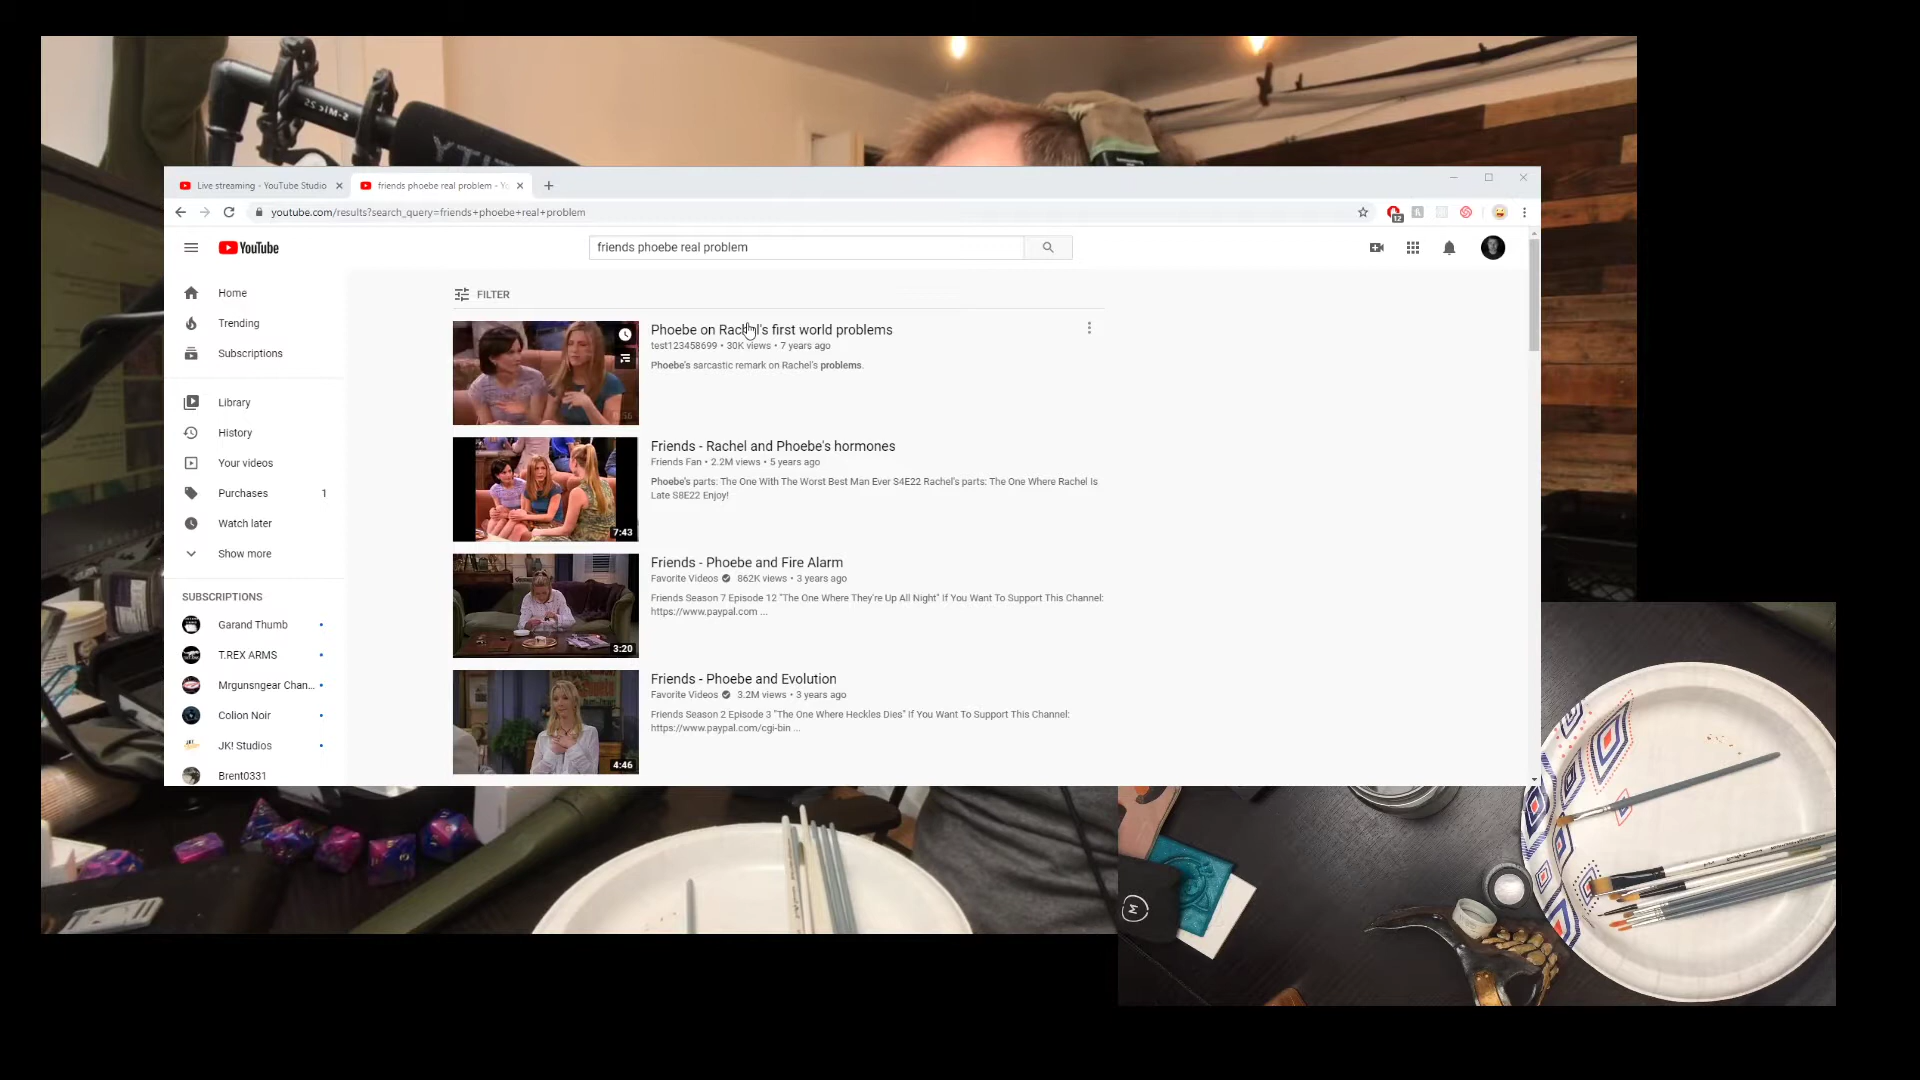 Live streaming - YouTube Studio
friends phoebe real problem - Yo
youtube.com/results?search_query=friends+phoebe+real+problem
12
YouTube
friends phoebe real problem
Home
Trending
Subscriptions
Library
History
Your videos
Purchases 1
Watch later
Show more
SUBSCRIPTIONS
Garand Thumb
T.REX ARMS
Mrgunsngear Chan...
Colion Noir
JK! Studios
Brent0331
FILTER
Phoebe on Rachel's first world problems
test123458699 • 30K views • 7 years ago
Phoebe's sarcastic remark on Rachel's problems.
Friends - Rachel and Phoebe's hormones
Friends Fan • 2.2M views • 5 years ago
Phoebe's parts: The One With The Worst Best Man Ever S4E22 Rachel's parts: The One Where Rachel Is
Late S8E22 Enjoy!
7:43
Friends - Phoebe and Fire Alarm
Favorite Videos 862K views • 3 years ago
Friends Season 7 Episode 12 "The One Where They're Up All Night" If You Want To Support This Channel:
https://www.paypal.com ...
3:20
Friends - Phoebe and Evolution
Favorite Videos 3.2M views • 3 years ago
Friends Season 2 Episode 3 "The One Where Heckles Dies" If You Want To Support This Channel:
https://www.paypal.com/cgi-bin ...
4:46